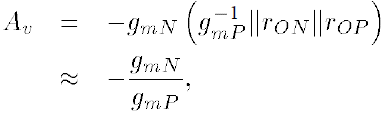 A_v = -g_{mN} ( g_{mP}^{-1} || r_{ON} || r_{OP} )
≈ - g_{mN} / g_{mP},